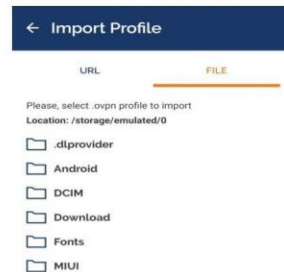 ← Import Profile
URL
FILE
Please, select .ovpn profile to import
Location: /storage/emulated/0
.dlprovider
Android
DCIM
Download
Fonts
MIUI